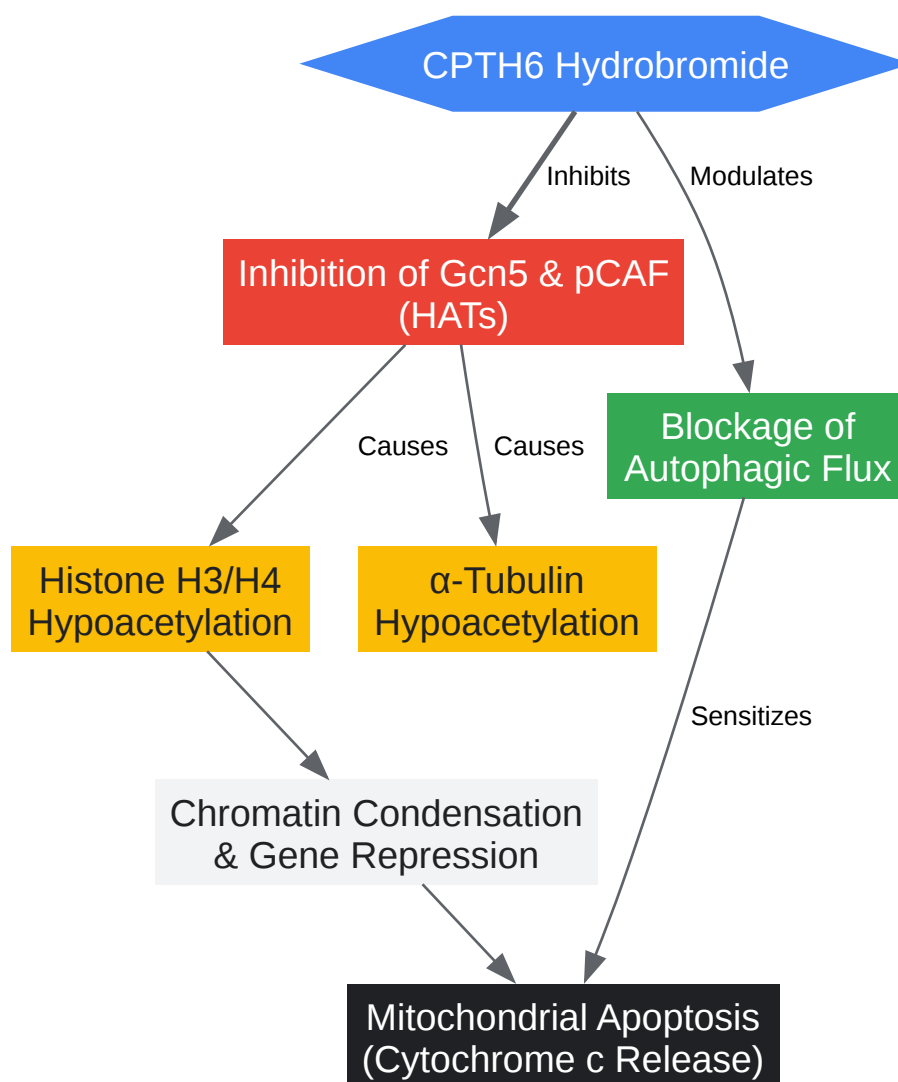 CPTH6 Hydrobromide
Inhibits
Modulates
Inhibition of Gcn5 & pCAF
(HATs)
Causes
Causes
Blockage of
Autophagic Flux
Histone H3/H4
Hypoacetylation
α-Tubulin
Hypoacetylation
Sensitizes
Chromatin Condensation
& Gene Repression
Mitochondrial Apoptosis
(Cytochrome c Release)